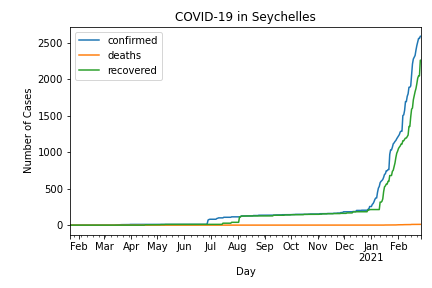 COVID-19 in Seychelles
confirmed
deaths
recovered
Number of Cases
2500
2000
1500
1000
500
0
Feb Mar Apr May Jun Jul Aug Sep Oct Nov Dec Jan Feb
2021
Day